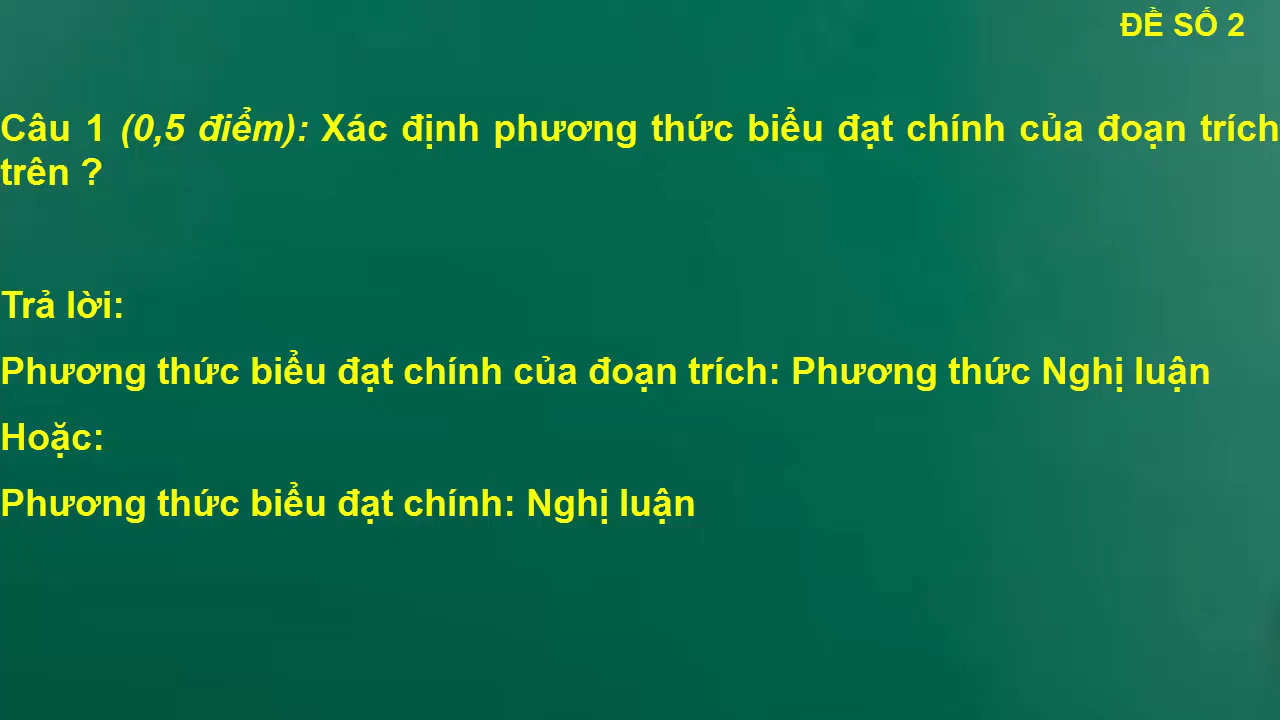 ĐỀ SỐ 2
Câu 1 (0,5 điểm): Xác định phương thức biểu đạt chính của đoạn trích
trên ?
Trả lời:
Phương thức biểu đạt chính của đoạn trích: Phương thức Nghị luận
Hoặc:
Phương thức biểu đạt chính: Nghị luận